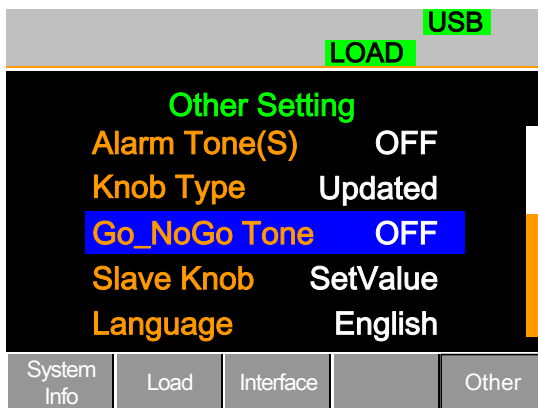 USB
LOAD
Other Setting
Alarm Tone(S) OFF
Knob Type Updated
Go_NoGo Tone OFF
Slave Knob SetValue
Language English
System
Info
Load
Interface
Other